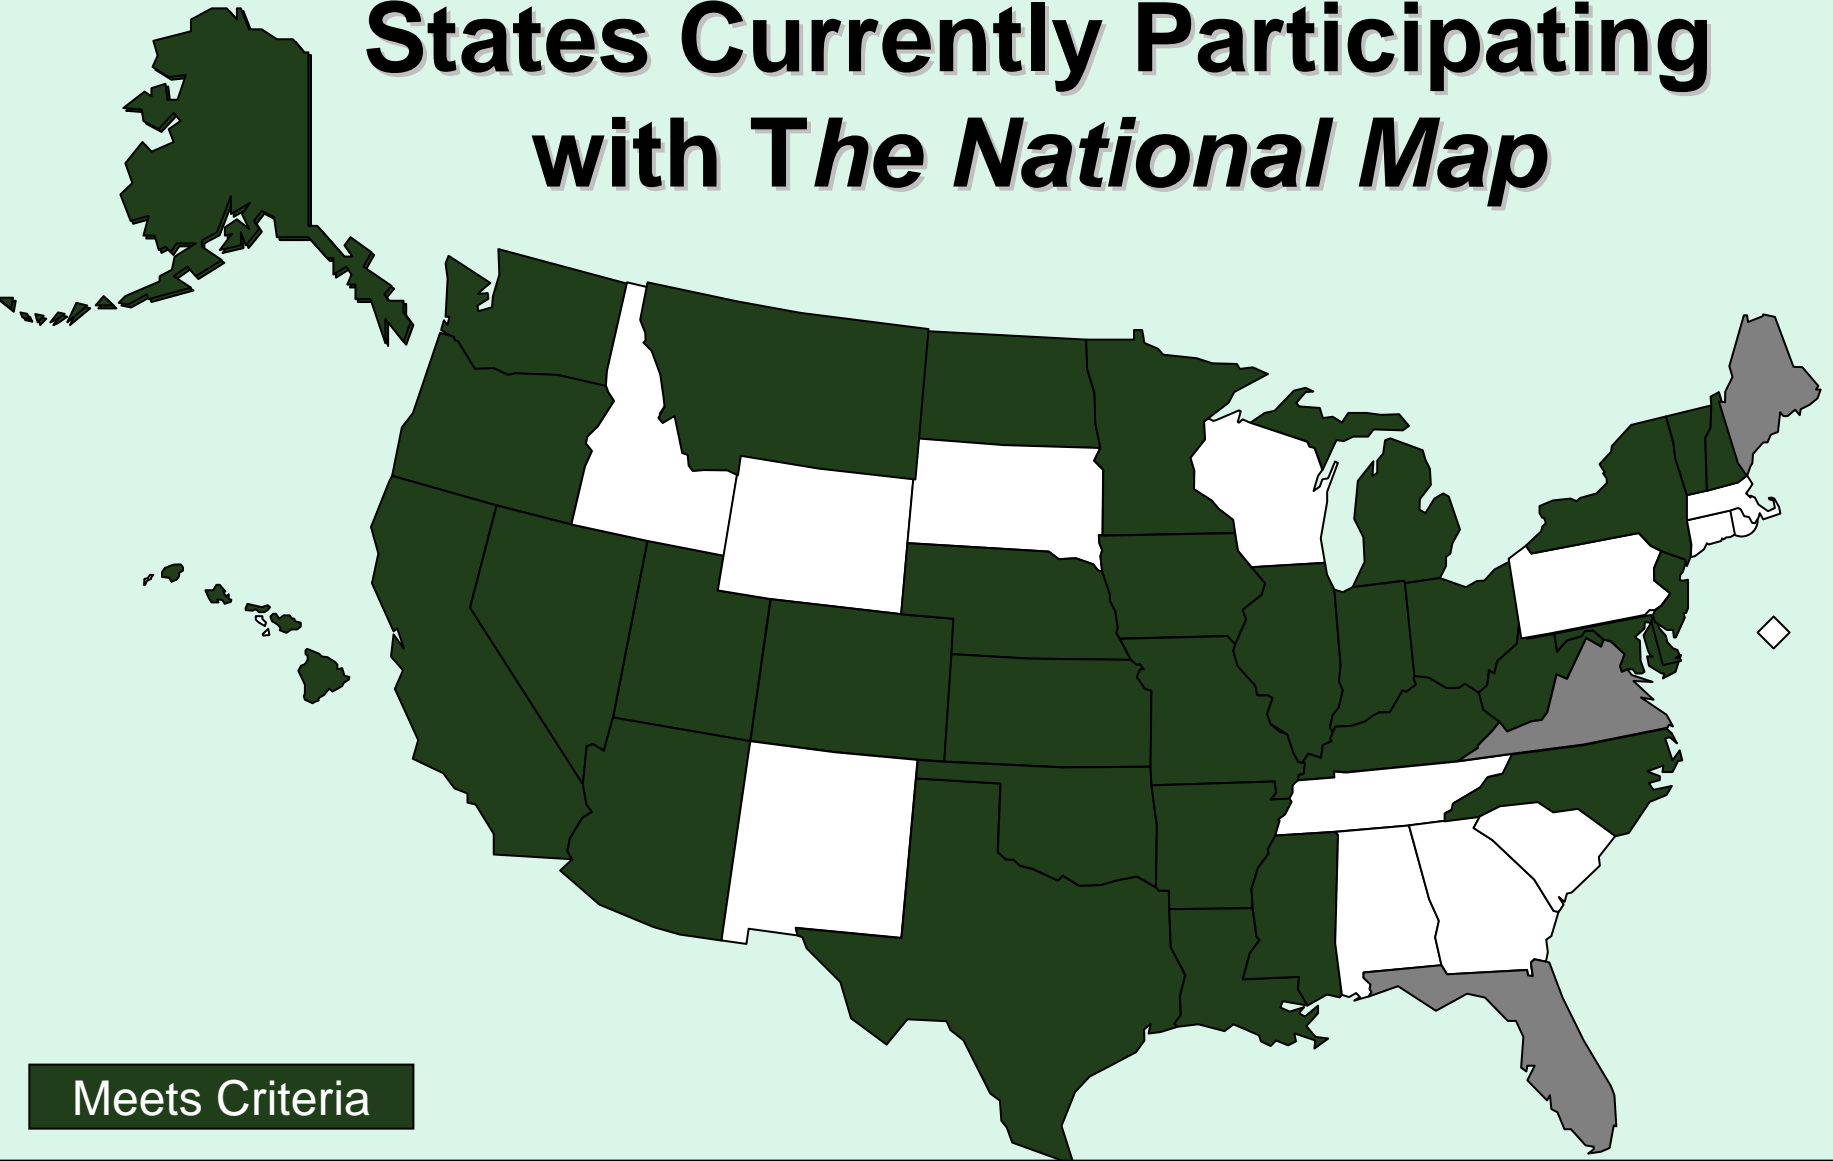 States Currently Participating
with The National Map
Meets Criteria